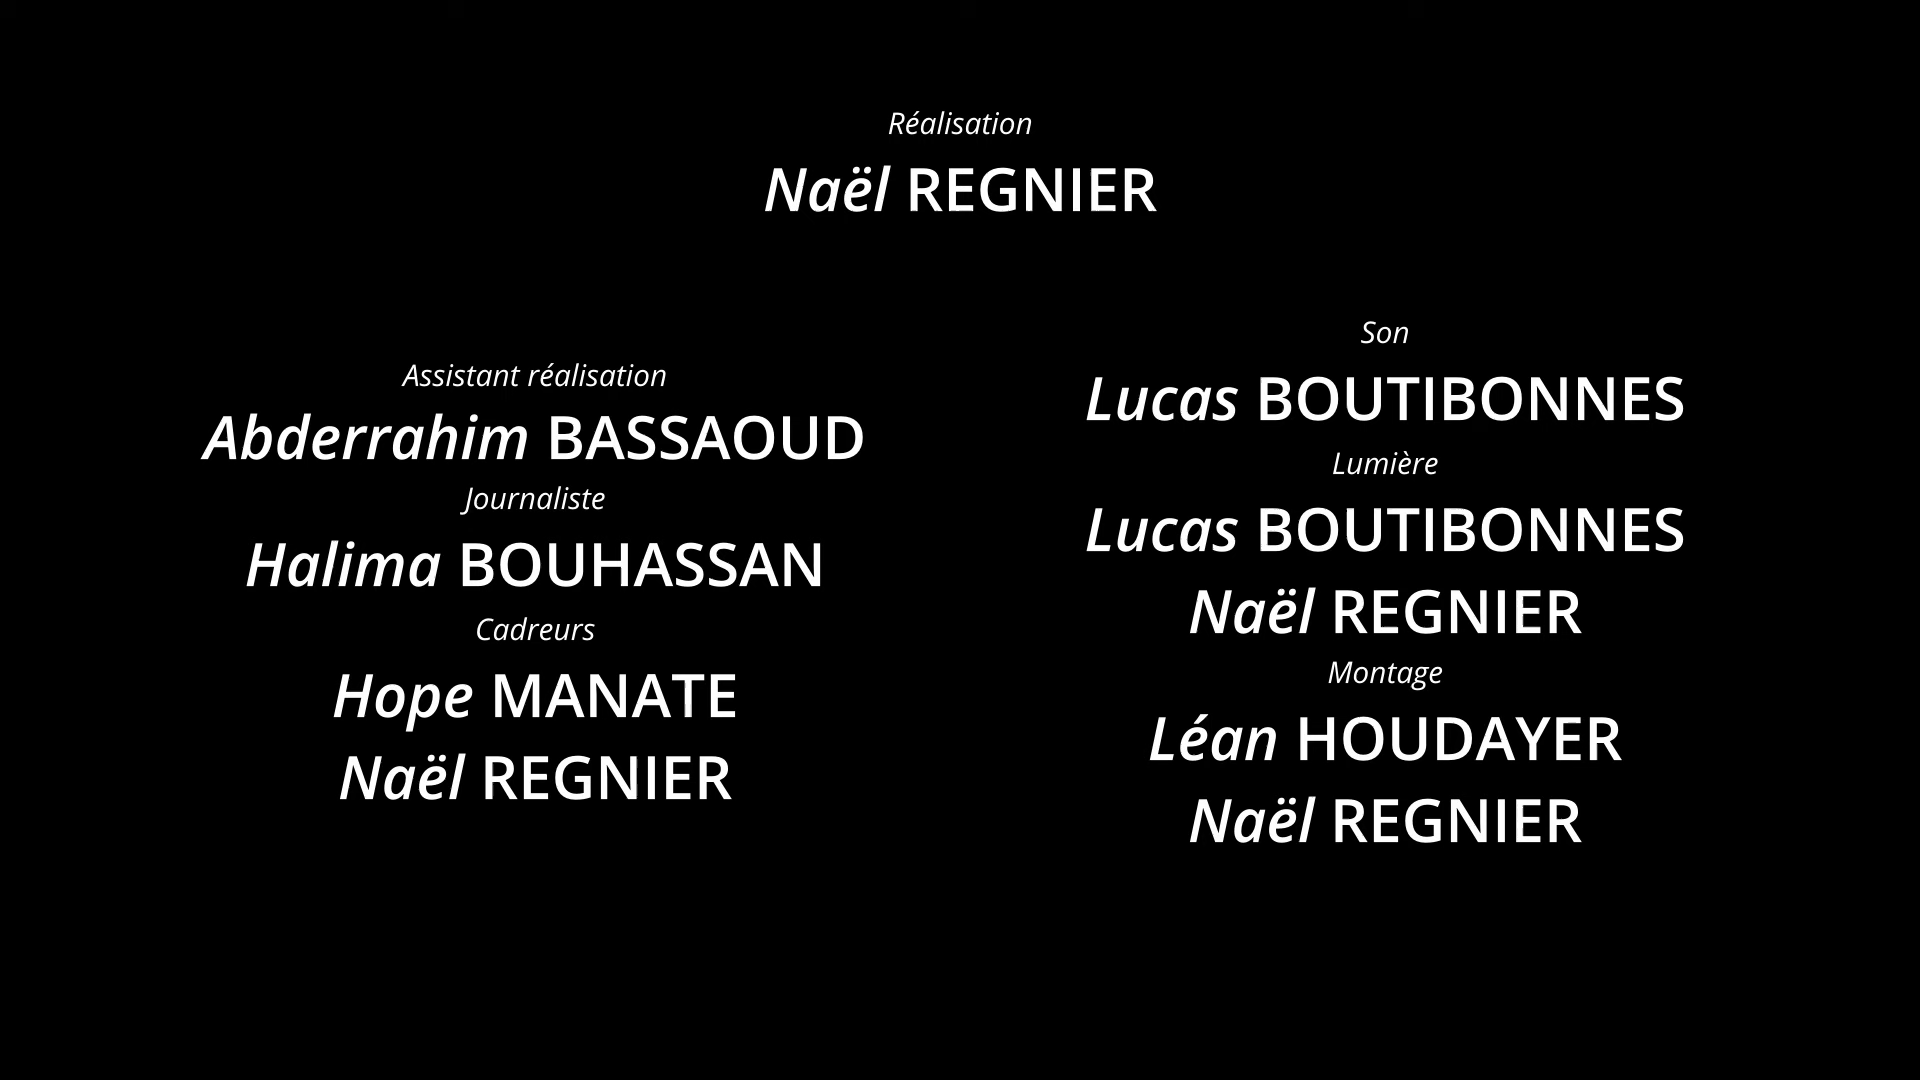 Réalisation
Naël REGNIER
Assistant réalisation
Abderrahim BASSAOUD
Journaliste
Halima BOUHASSAN
Cadreurs
Hope MANATE
Naël REGNIER
Son
Lucas BOUTIBONNES
Lumière
Lucas BOUTIBONNES
Naël REGNIER
Montage
Léan HOUDAYER
Naël REGNIER